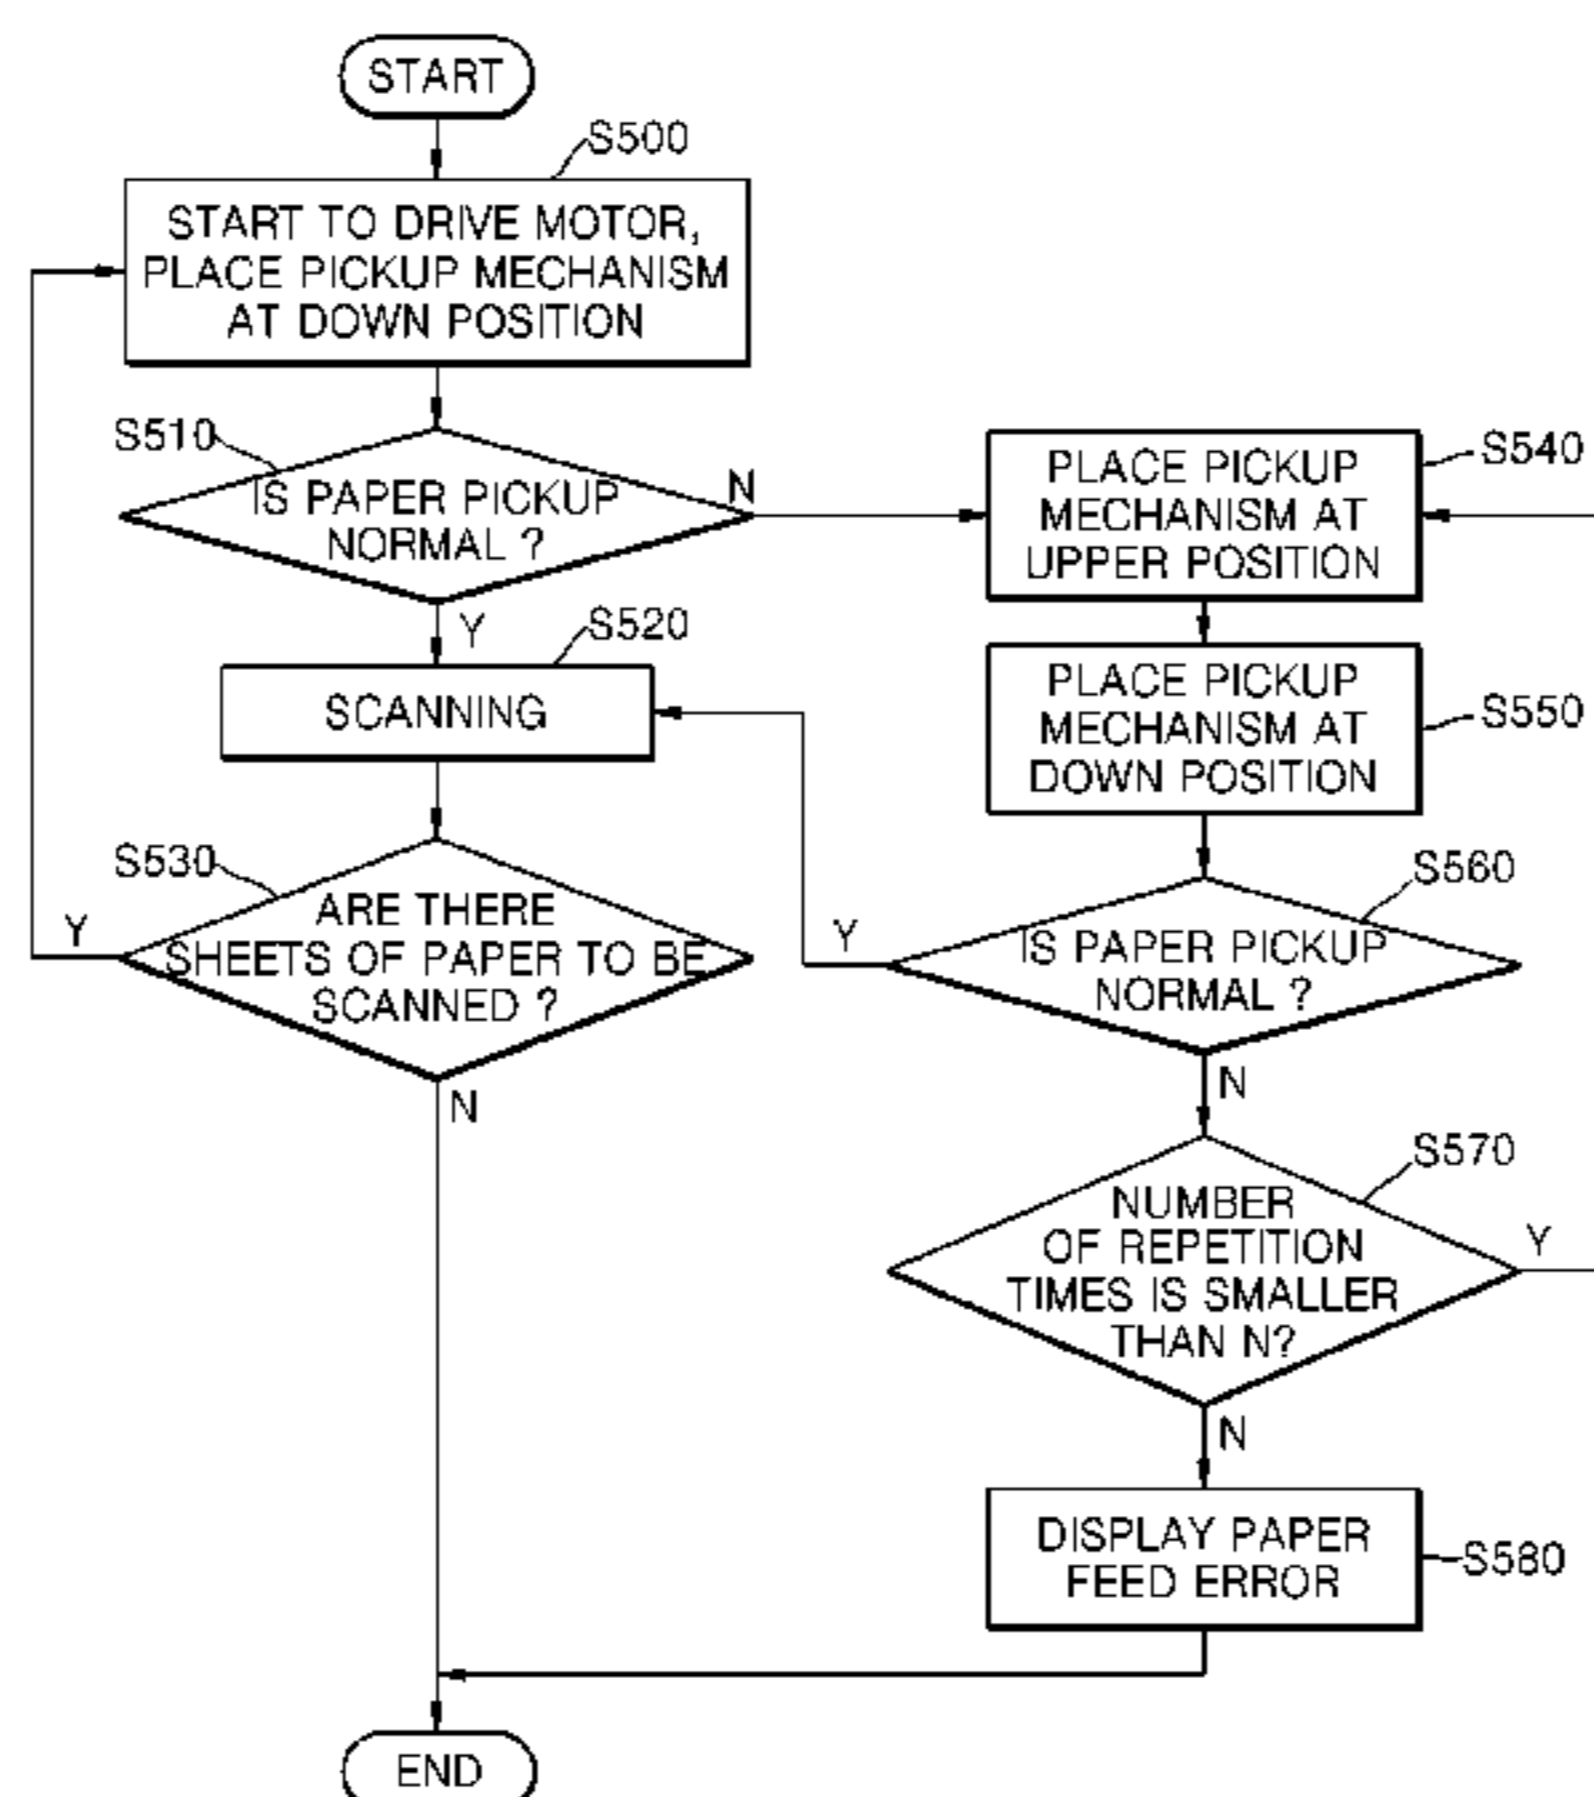 START
S500
START TO DRIVE MOTOR,
PLACE PICKUP MECHANISM
AT DOWN POSITION
S510
IS PAPER PICKUP
NORMAL ?
N
Y
S520
SCANNING
S530
ARE THERE
SHEETS OF PAPER TO BE
SCANNED ?
Y
N
PLACE PICKUP
MECHANISM AT
UPPER POSITION
S540
PLACE PICKUP
MECHANISM AT
DOWN POSITION
S550
S560
IS PAPER PICKUP
NORMAL ?
Y
N
S570
NUMBER
OF REPETITION
TIMES IS SMALLER
THAN N?
Y
N
DISPLAY PAPER
FEED ERROR
S580
END